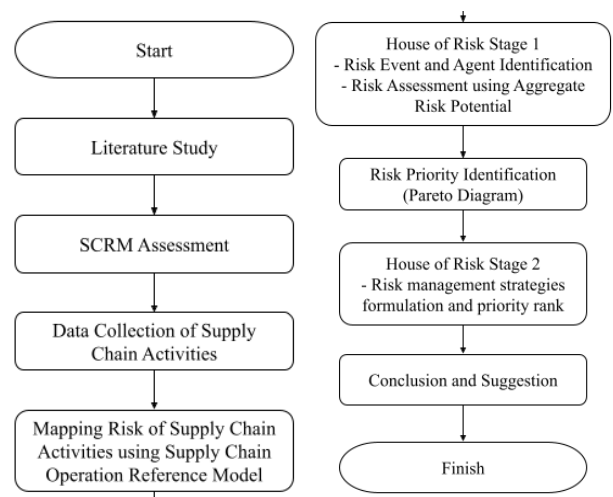 Start
Literature Study
SCRM Assessment
Data Collection of Supply
Chain Activities
Mapping Risk of Supply Chain
Activities using Supply Chain
Operation Reference Model
House of Risk Stage 1
- Risk Event and Agent Identification
- Risk Assessment using Aggregate
Risk Potential
Risk Priority Identification
(Pareto Diagram)
House of Risk Stage 2
- Risk management strategies
formulation and priority rank
Conclusion and Suggestion
Finish